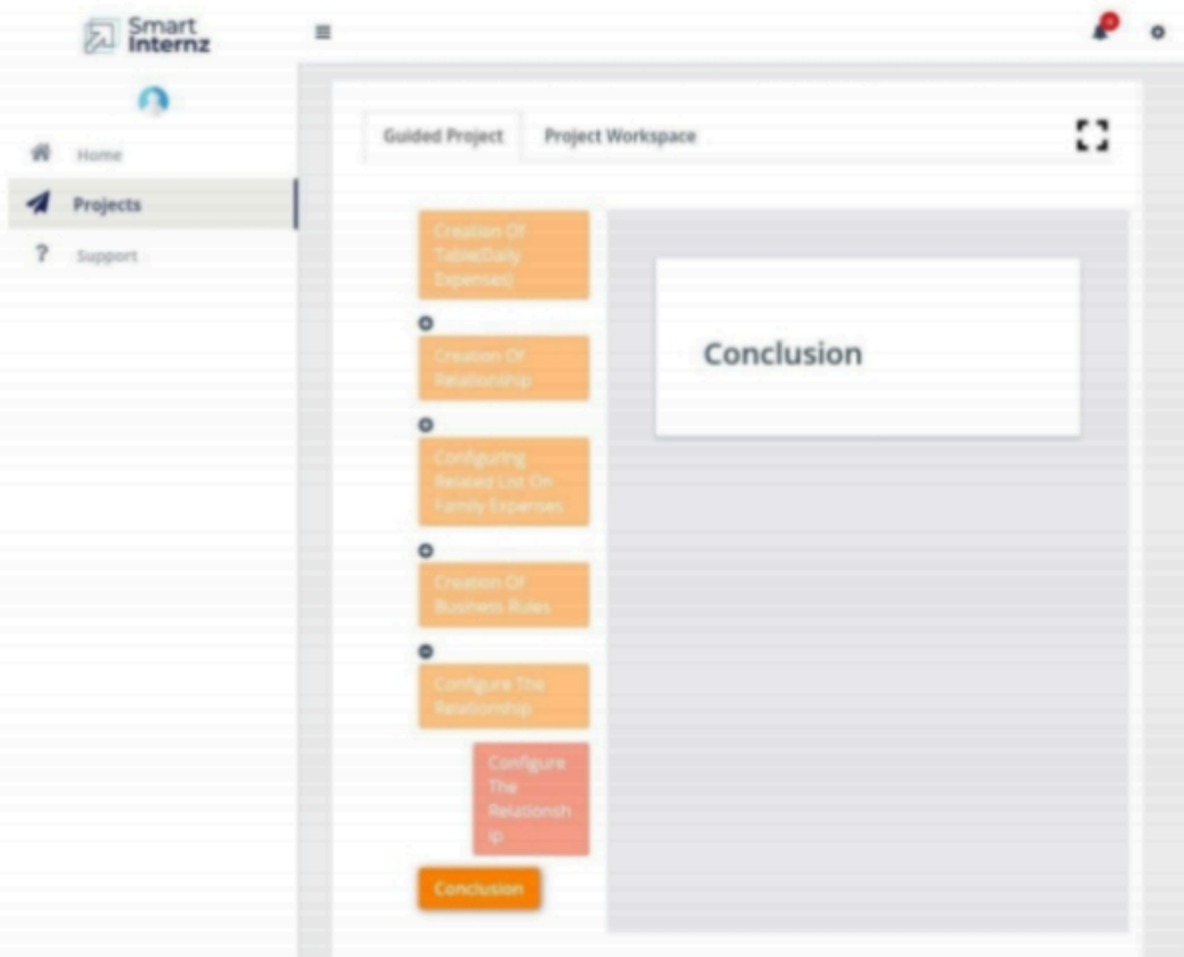 Smart
Internz
Home
Projects
Support
Guided Project
Project Workspace
Creation Of
Table(Daily
Expenses)
Creation Of
Relationship
Configuring
Related List On
Family Expenses
Creation Of
Business Rules
Configure The
Relationship
Configure
The
Relationsh
ip
Conclusion
Conclusion